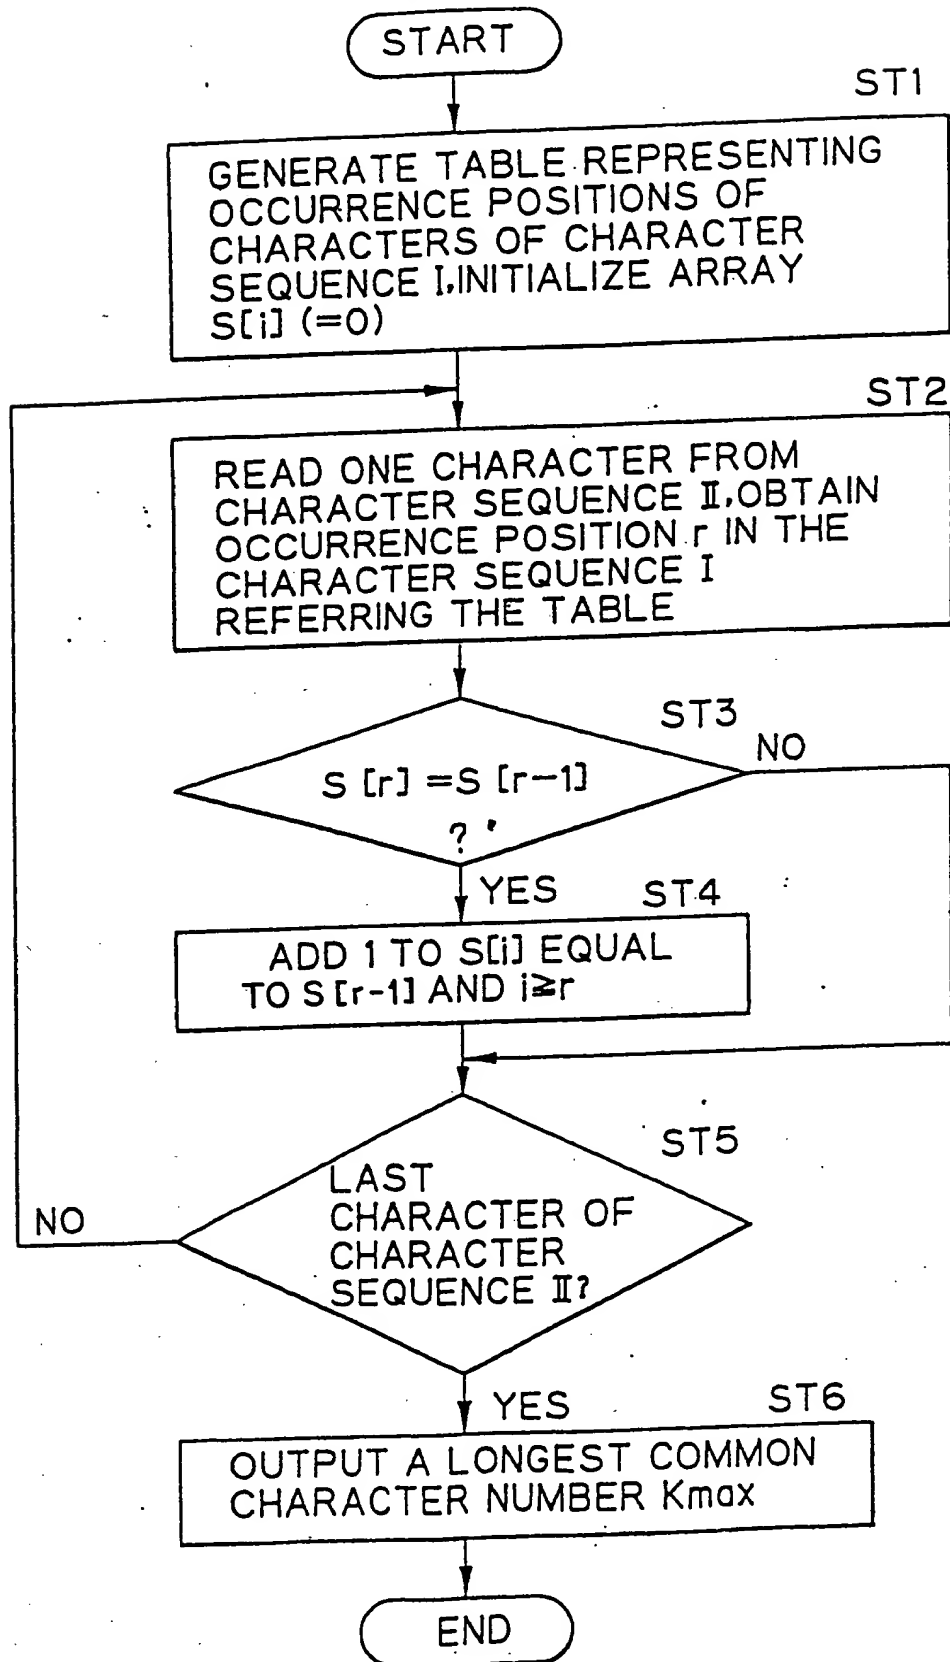 START
ST1
GENERATE TABLE REPRESENTING
OCCURRENCE POSITIONS OF
CHARACTERS OF CHARACTER
SEQUENCE I, INITIALIZE ARRAY
S[i] (=0)
ST2
READ ONE CHARACTER FROM
CHARACTER SEQUENCE II, OBTAIN
OCCURRENCE POSITION r IN THE
CHARACTER SEQUENCE I
REFERRING THE TABLE
ST3
NO
S [r] =S [r-1]
?
YES
ST4
ADD 1 TO S[i] EQUAL
TO S [r-1] AND i≧r
ST5
LAST
CHARACTER OF
CHARACTER
SEQUENCE II?
NO
YES
ST6
OUTPUT A LONGEST COMMON
CHARACTER NUMBER Kmax
END